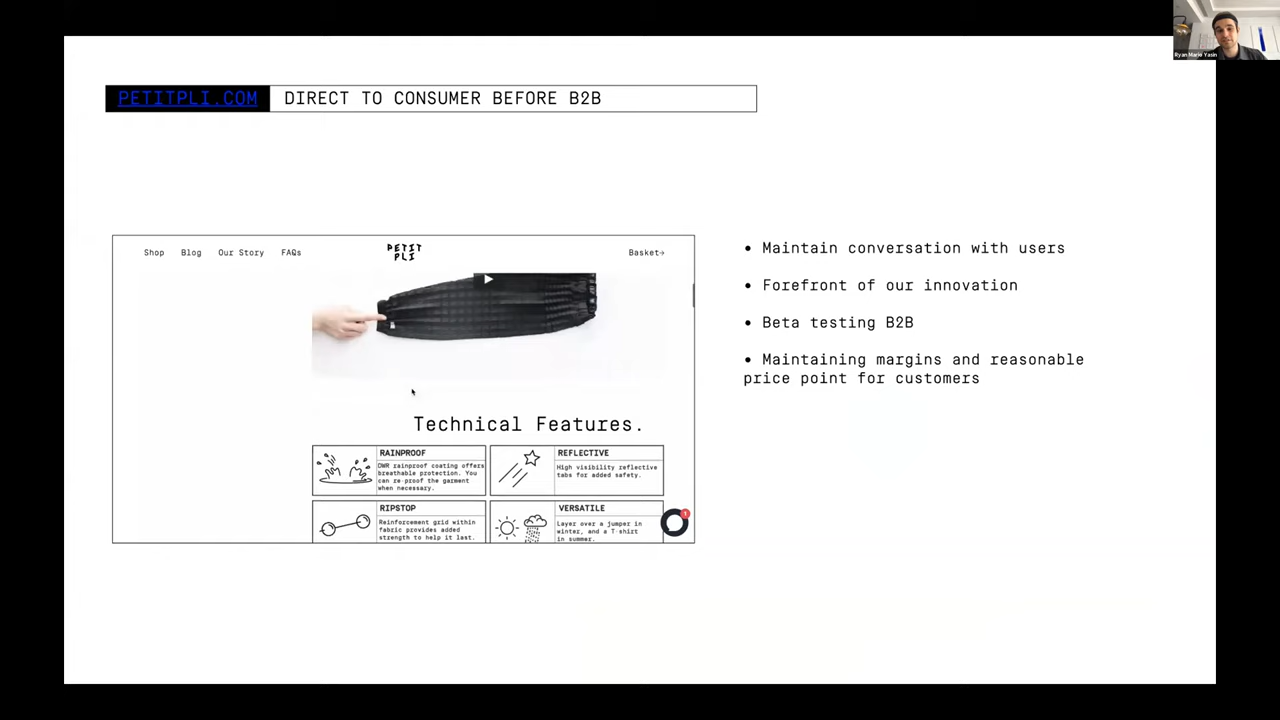 Ryan Mario Yasin
PETITPLI.COM DIRECT TO CONSUMER BEFORE B2B
Shop Blog Our Story FAQs PETIT PLI Basket→
• Maintain conversation with users
• Forefront of our innovation
• Beta testing B2B
• Maintaining margins and reasonable
price point for customers
Technical Features.
RAINPROOF
DWR rainproof coating offers
breathable protection. You
can re-proof the garment
when necessary.
REFLECTIVE
High visibility reflective
tabs for added safety.
RIPSTOP
Reinforcement grid within
fabric provides added
strength to help it last.
VERSATILE
Layer over a jumper in
winter, and a T-shirt
in summer.
1